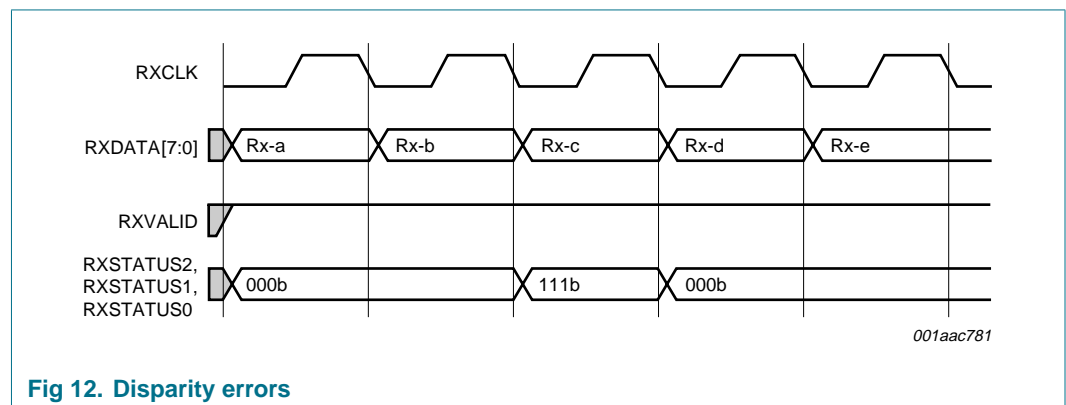 RXCLK
RXDATA[7:0] Rx-a Rx-b Rx-c Rx-d Rx-e
RXVALID
RXSTATUS2,
RXSTATUS1, 000b 111b 000b
RXSTATUS0
001aac781
Fig 12. Disparity errors